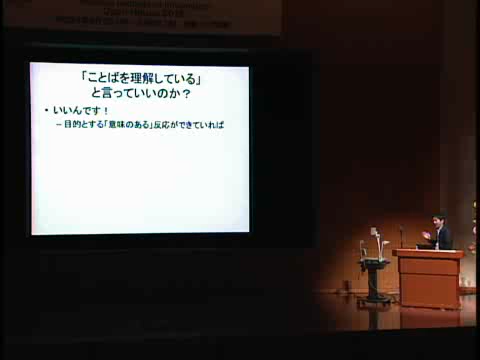 「ことばを理解している」
と言っていいのか？
• いいんです！
– 目的とする「意味のある」反応ができていれば